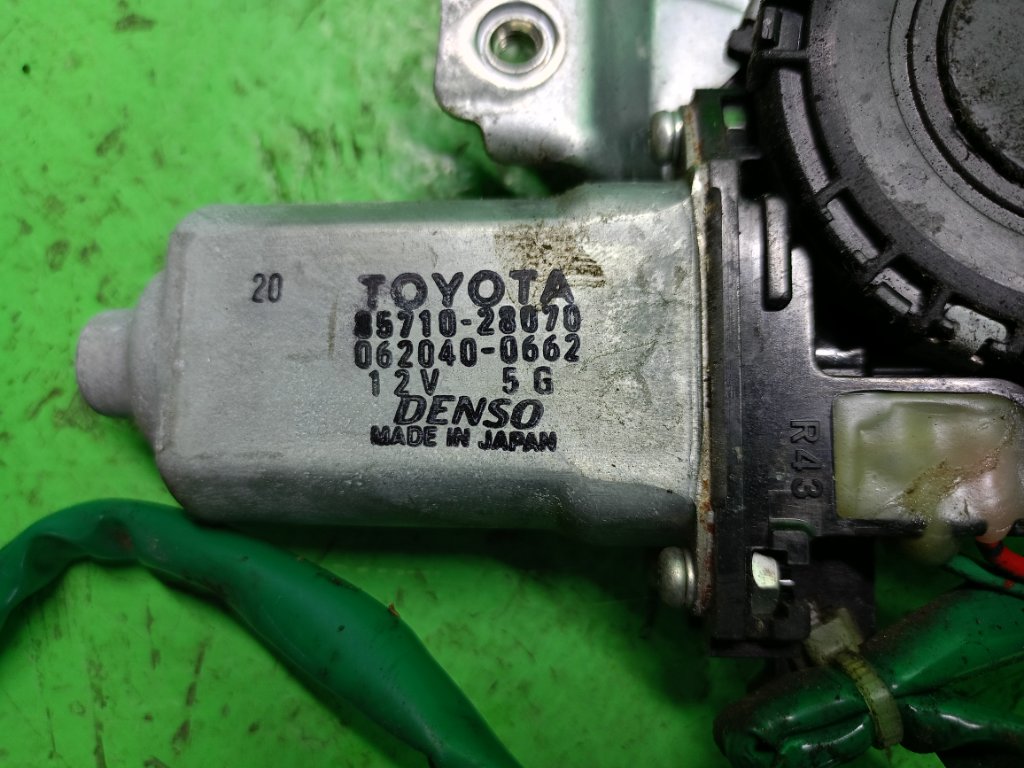 20
TOYOTA
85710-28070
062040-0662
12V 5G
DENSO
MADE IN JAPAN
R43